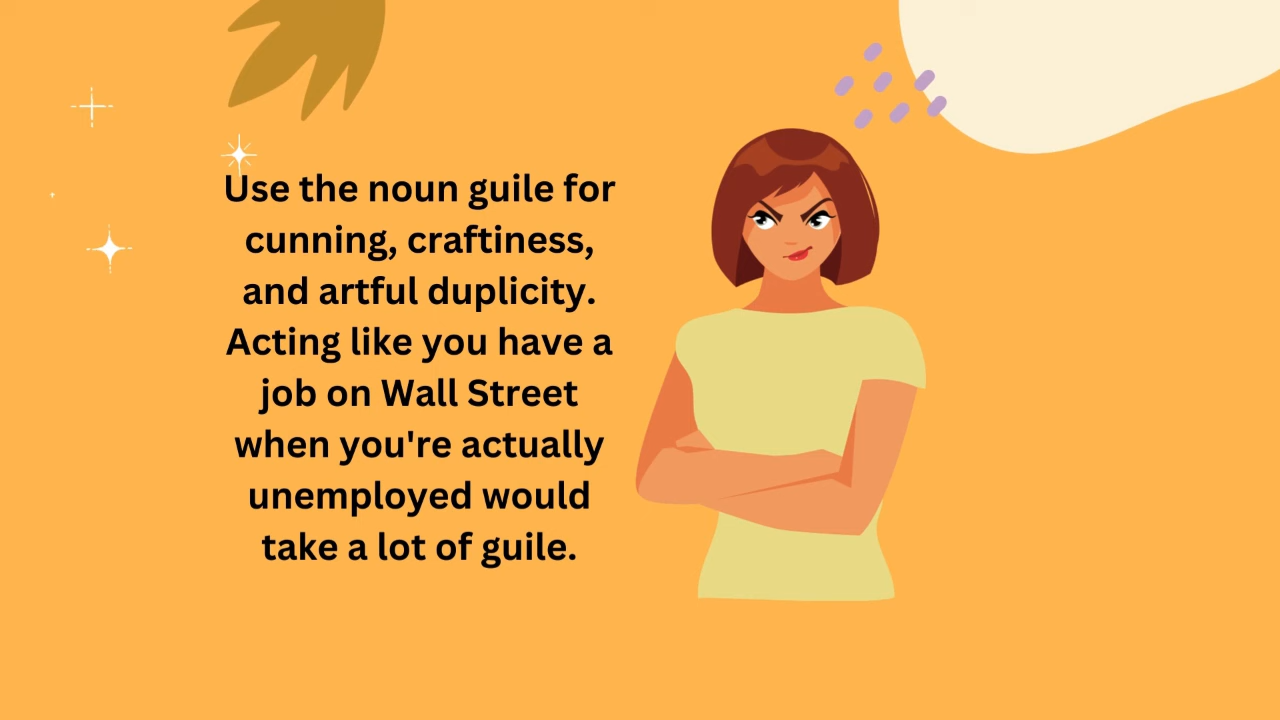 Use the noun guile for
cunning, craftiness,
and artful duplicity.
Acting like you have a
job on Wall Street
when you're actually
unemployed would
take a lot of guile.